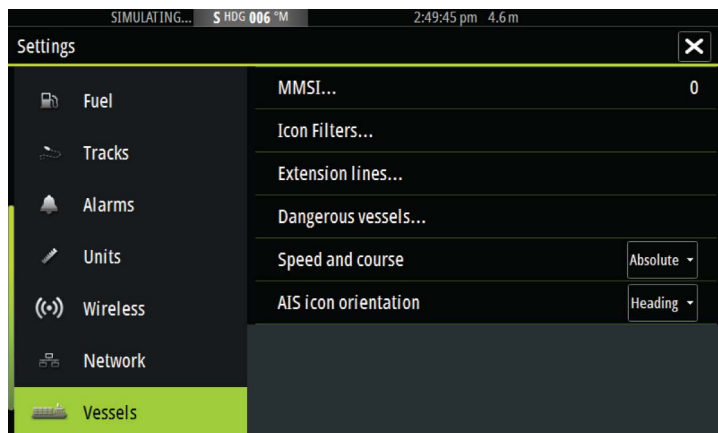 SIMULATING... S HDG 006 °M 2:49:45 pm 4.6 m
Settings
Fuel
Tracks
Alarms
Units
Wireless
Network
Vessels
MMSI... 0
Icon Filters...
Extension lines...
Dangerous vessels...
Speed and course Absolute
AIS icon orientation Heading